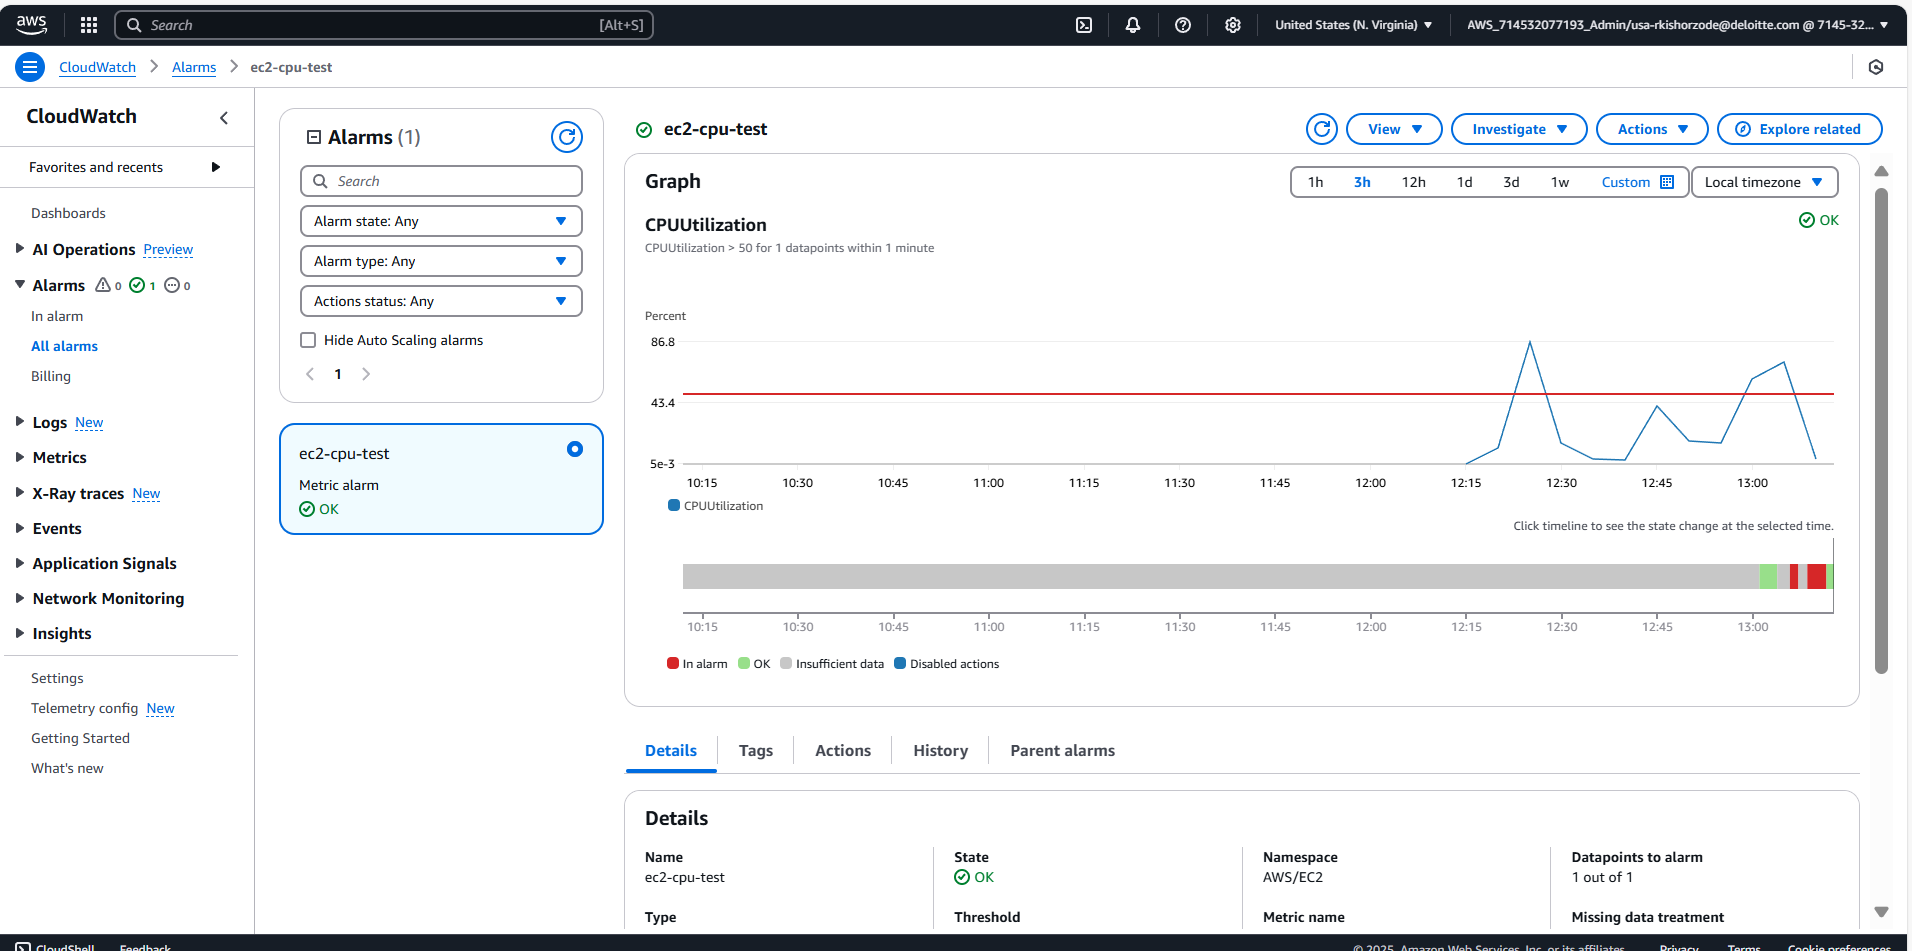 aws
Search [Alt+S]
United States (N. Virginia)
AWS_714532077193_Admin/usa-rkishorzode@deloitte.com @ 7145-32...
CloudWatch > Alarms > ec2-cpu-test
CloudWatch
Favorites and recents
Dashboards
AI Operations Preview
Alarms 0 1 0
In alarm
All alarms
Billing
Logs New
Metrics
X-Ray traces New
Events
Application Signals
Network Monitoring
Insights
Settings
Telemetry config New
Getting Started
What's new
Alarms (1)
Search
Alarm state: Any
Alarm type: Any
Actions status: Any
Hide Auto Scaling alarms
1
ec2-cpu-test
Metric alarm
OK
ec2-cpu-test
View
Investigate
Actions
Explore related
Graph
1h 3h 12h 1d 3d 1w Custom
Local timezone
CPUUtilization
OK
CPUUtilization > 50 for 1 datapoints within 1 minute
Percent
86.8
43.4
5e-3
10:15 10:30 10:45 11:00 11:15 11:30 11:45 12:00 12:15 12:30 12:45 13:00
CPUUtilization
Click timeline to see the state change at the selected time.
10:15 10:30 10:45 11:00 11:15 11:30 11:45 12:00 12:15 12:30 12:45 13:00
In alarm OK Insufficient data Disabled actions
Details Tags Actions History Parent alarms
Details
Name
ec2-cpu-test
Type
State
OK
Threshold
Namespace
AWS/EC2
Metric name
Datapoints to alarm
1 out of 1
Missing data treatment
CloudShell Feedback
© 2025, Amazon Web Services, Inc. or its affiliates. Privacy Terms Cookie preferences